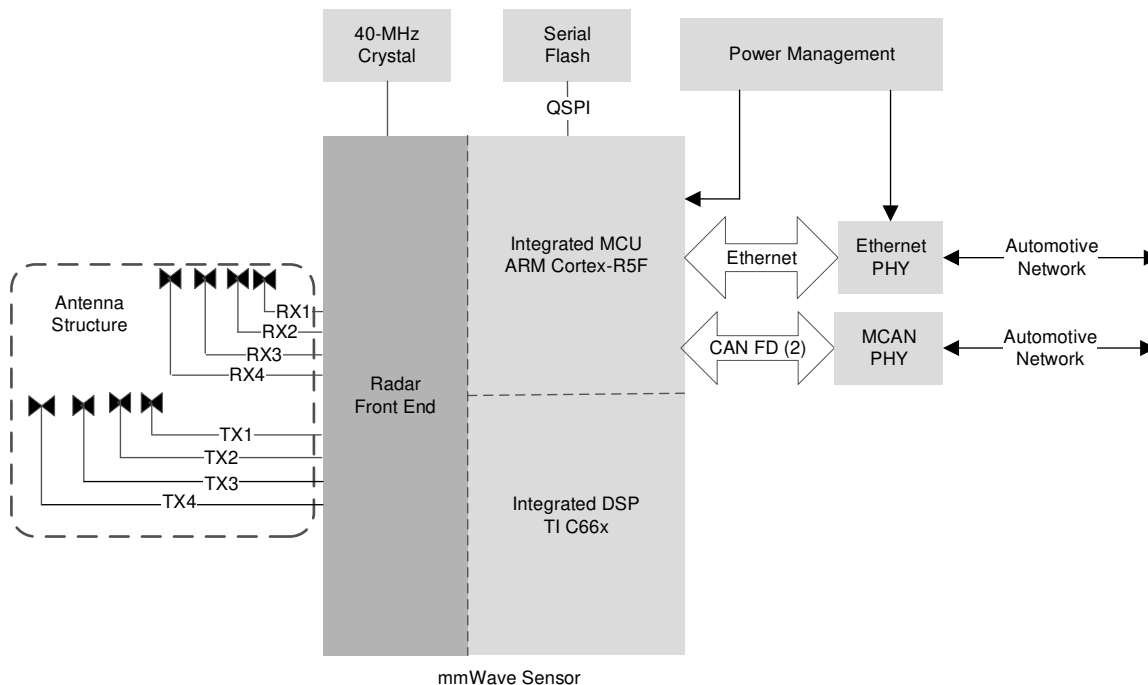 40-MHz
Crystal
Serial
Flash
Power Management
QSPI
Integrated MCU
ARM Cortex-R5F
Ethernet
Ethernet
PHY
Automotive
Network
Antenna
Structure
RX1
RX2
RX3
RX4
CAN FD (2)
MCAN
PHY
Automotive
Network
Radar
Front End
TX1
TX2
TX3
TX4
Integrated DSP
TI C66x
mmWave Sensor